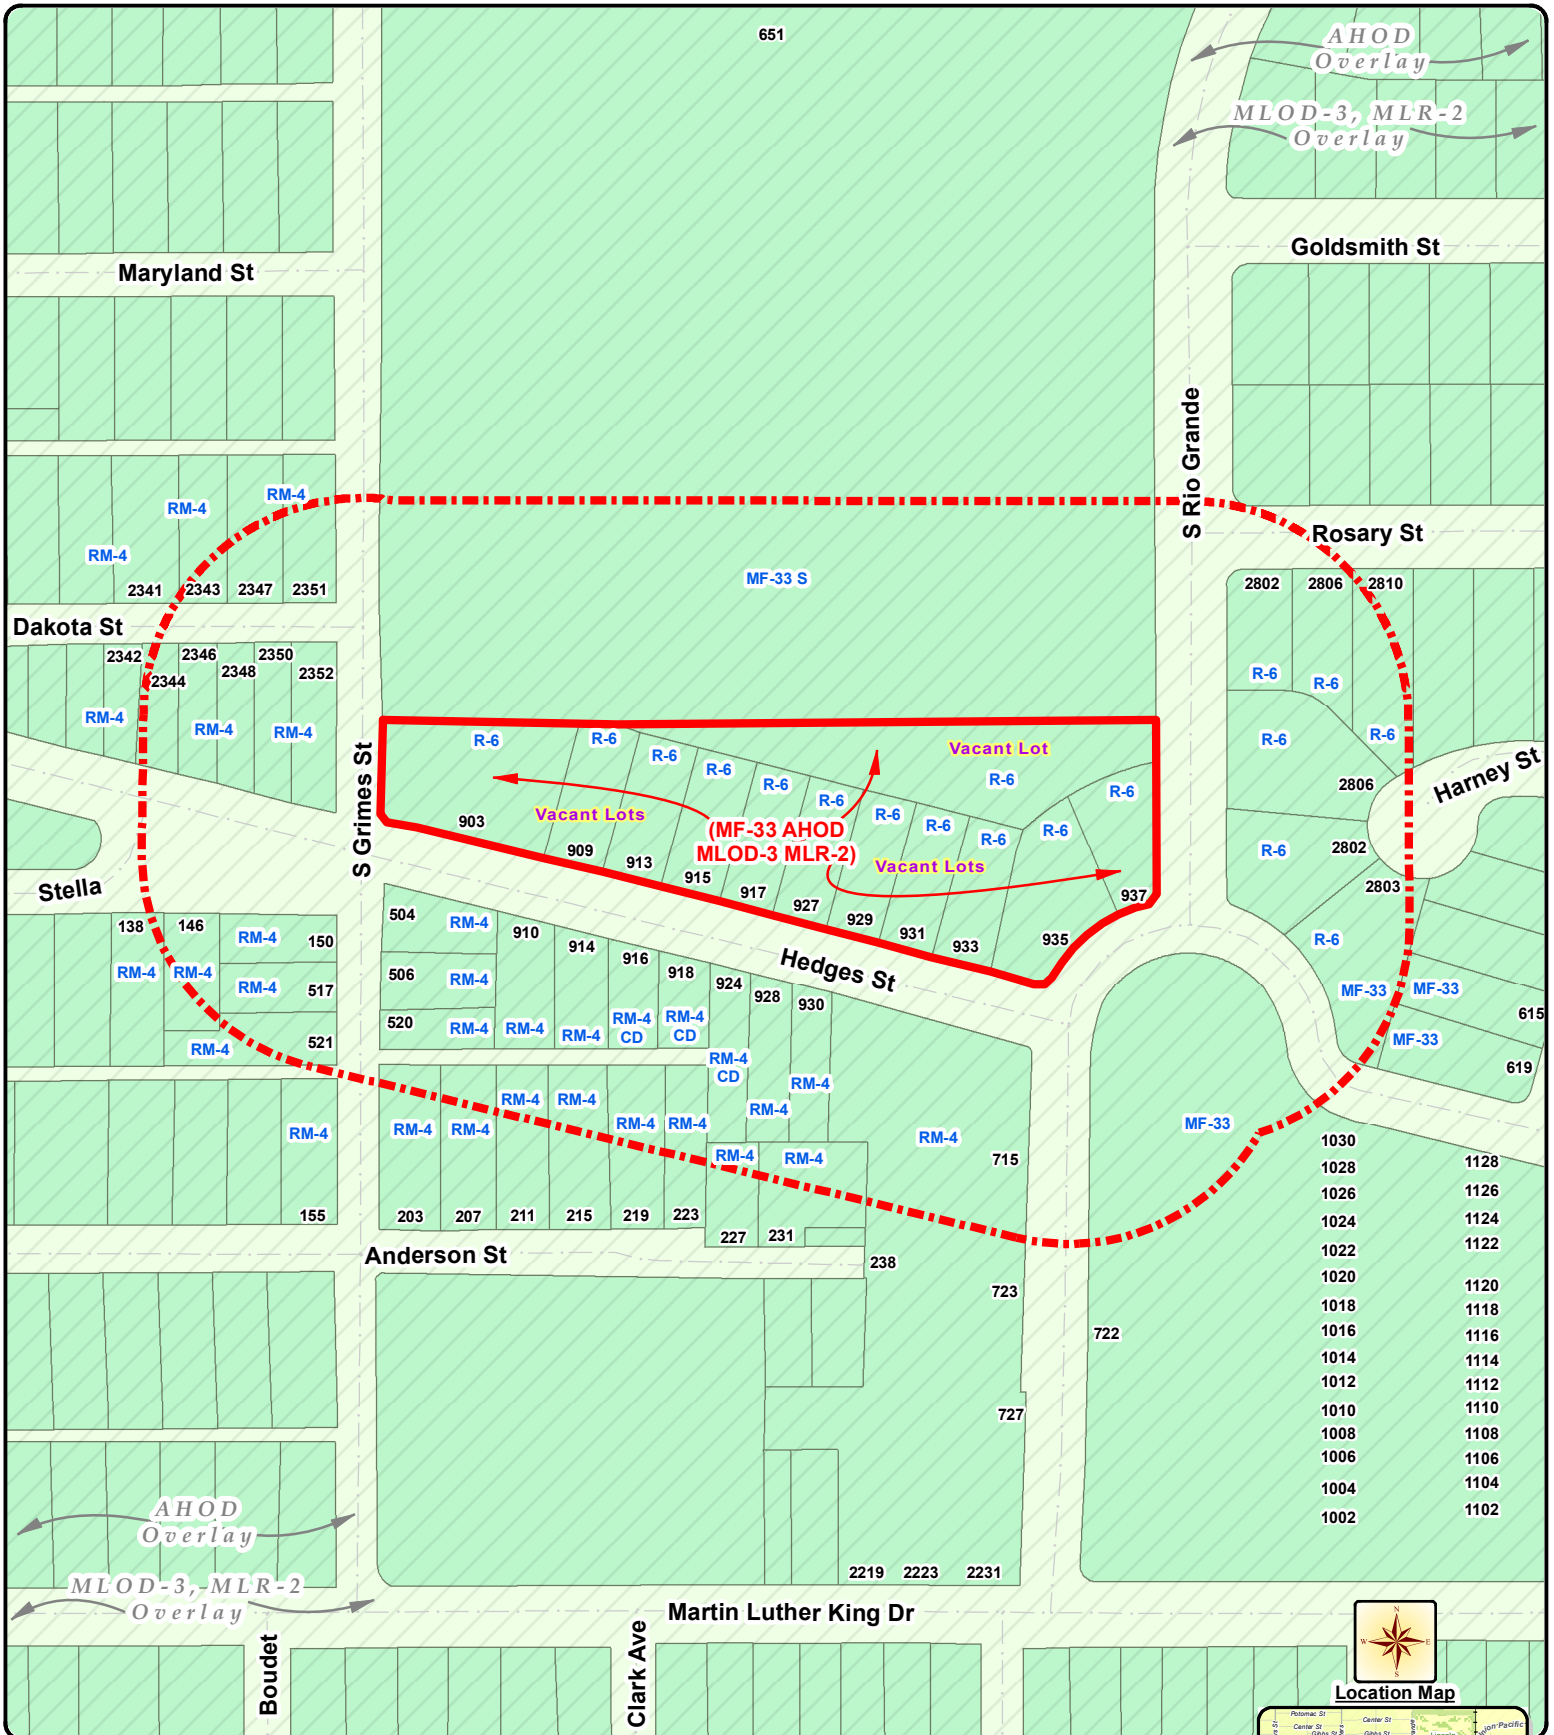 651
AHOD
Overlay
MLOD-3, MLR-2
Overlay
Maryland St
Goldsmith St
S Rio Grande
RM-4
RM-4
RM-4
Rosary St
2341
2343
2347
2351
MF-33 S
2802
2806
2810
Dakota St
2342
2344
2346
2348
2350
2352
RM-4
RM-4
RM-4
R-6
R-6
R-6
R-6
2806
Harney St
R-6
2802
2803
R-6
S Grimes St
R-6
R-6
R-6
R-6
R-6
R-6
R-6
R-6
R-6
R-6
R-6
R-6
Vacant Lot
Vacant Lots
(MF-33 AHOD
MLOD-3 MLR-2)
Vacant Lots
903
909
913
915
917
927
929
931
933
935
937
Stella
138
146
150
RM-4
RM-4
RM-4
RM-4
517
RM-4
521
504
RM-4
506
RM-4
520
RM-4
910
914
916
918
924
928
930
RM-4
RM-4
RM-4
CD
RM-4
CD
RM-4
CD
RM-4
RM-4
Hedges St
MF-33
MF-33
MF-33
615
619
RM-4
RM-4
RM-4
RM-4
RM-4
RM-4
RM-4
RM-4
RM-4
RM-4
715
MF-33
155
203
207
211
215
219
223
227
231
Anderson St
238
723
722
727
1030
1028
1026
1024
1022
1020
1018
1016
1014
1012
1010
1008
1006
1004
1002
1128
1126
1124
1122
1120
1118
1116
1114
1112
1110
1108
1106
1104
1102
AHOD
Overlay
MLOD-3, MLR-2
Overlay
2219
2223
2231
Martin Luther King Dr
Boudet
Clark Ave
N
W
E
S
Location Map
Potomac St
Center St
Center St
Gibbs St
Gibbs St